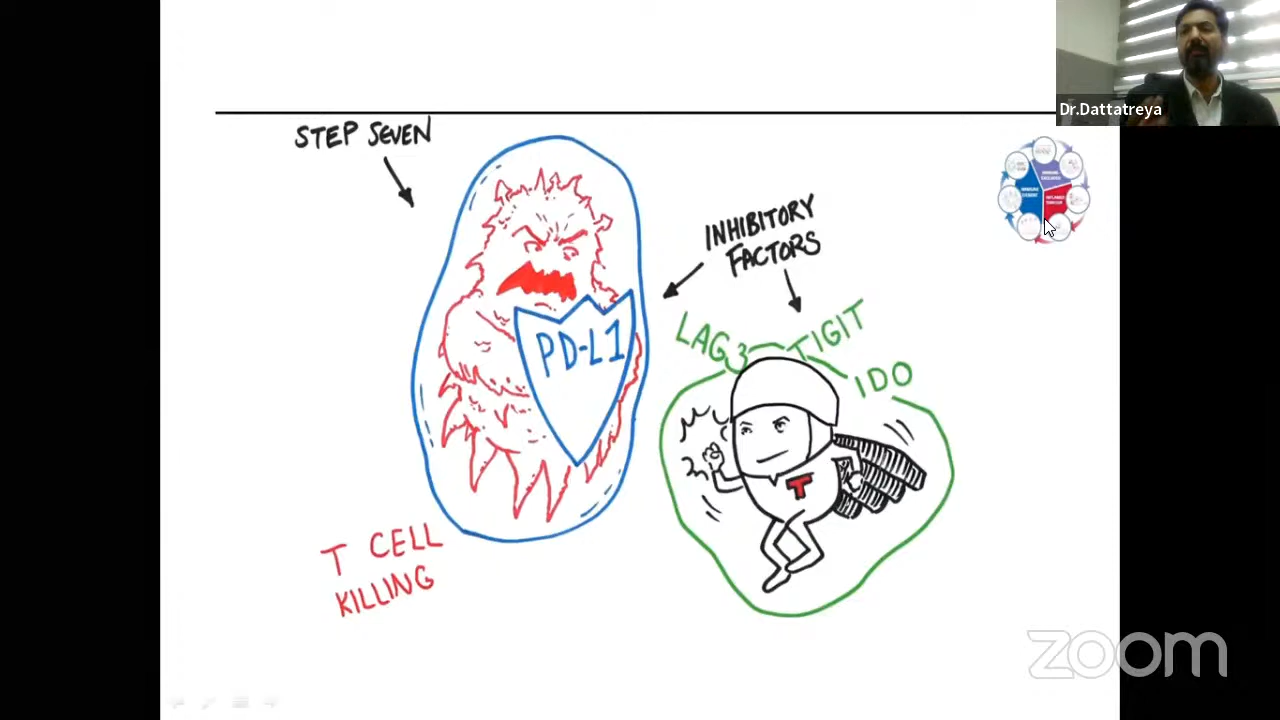 Dr.Dattatreya
STEP SEVEN
INHIBITORY
FACTORS
PD-L1
LAG3
TIGIT
IDO
T
T CELL
KILLING
zoom